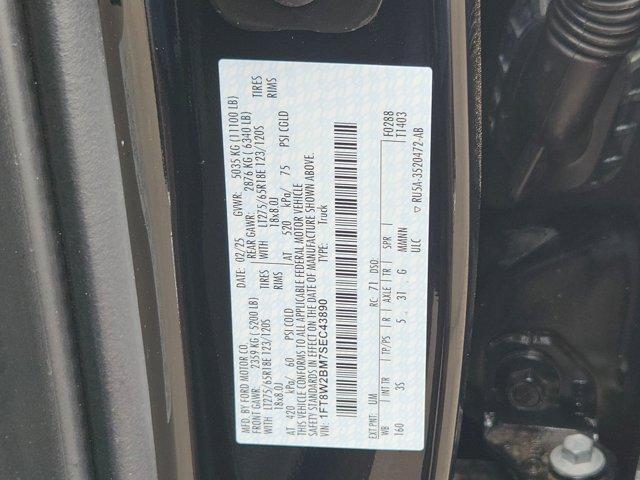 MFD. BY FORD MOTOR CO.
DATE: 02/25 GVWR: 5035 KG (11100 LB)
FRONT GAWR: 2359 KG (5200 LB) REAR GAWR: 2876 KG (6340 LB)
WITH LT275/65R18E 123/120S TIRES WITH LT275/65R18E 123/120S TIRES
18x8.0J RIMS 18x8.0J RIMS
AT 420 kPa/ 60 PSI COLD AT 520 kPa/ 75 PSI COLD
THIS VEHICLE CONFORMS TO ALL APPLICABLE FEDERAL MOTOR VEHICLE
SAFETY STANDARDS IN EFFECT ON THE DATE OF MANUFACTURE SHOWN ABOVE.
VIN: 1FT8W2BM7SEC43890 TYPE: Truck
F0288
T1403
EXT PNT: UM RC: 71 DSO:
WB INT TR TP/PS R AXLE TR SPR
160 3S 5 31 G MMNN
ULC ▽ RU5A-3520472-AB